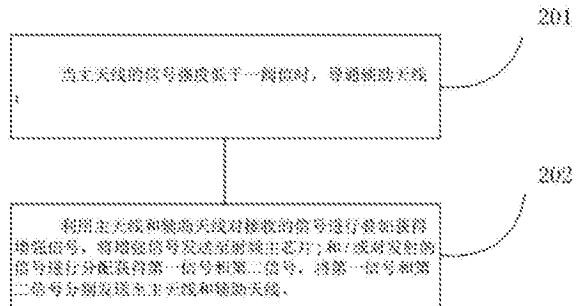 201
当主天线的信号强度低于一阈值时，导通辅助天线
；
202
利用主天线和辅助天线对接收的信号进行叠加获得
增强信号，将增强信号发送至射频主芯片；和/或对发射的
信号进行分配获得第一信号和第二信号，将第一信号和第
二信号分别发送至主天线和辅助天线。